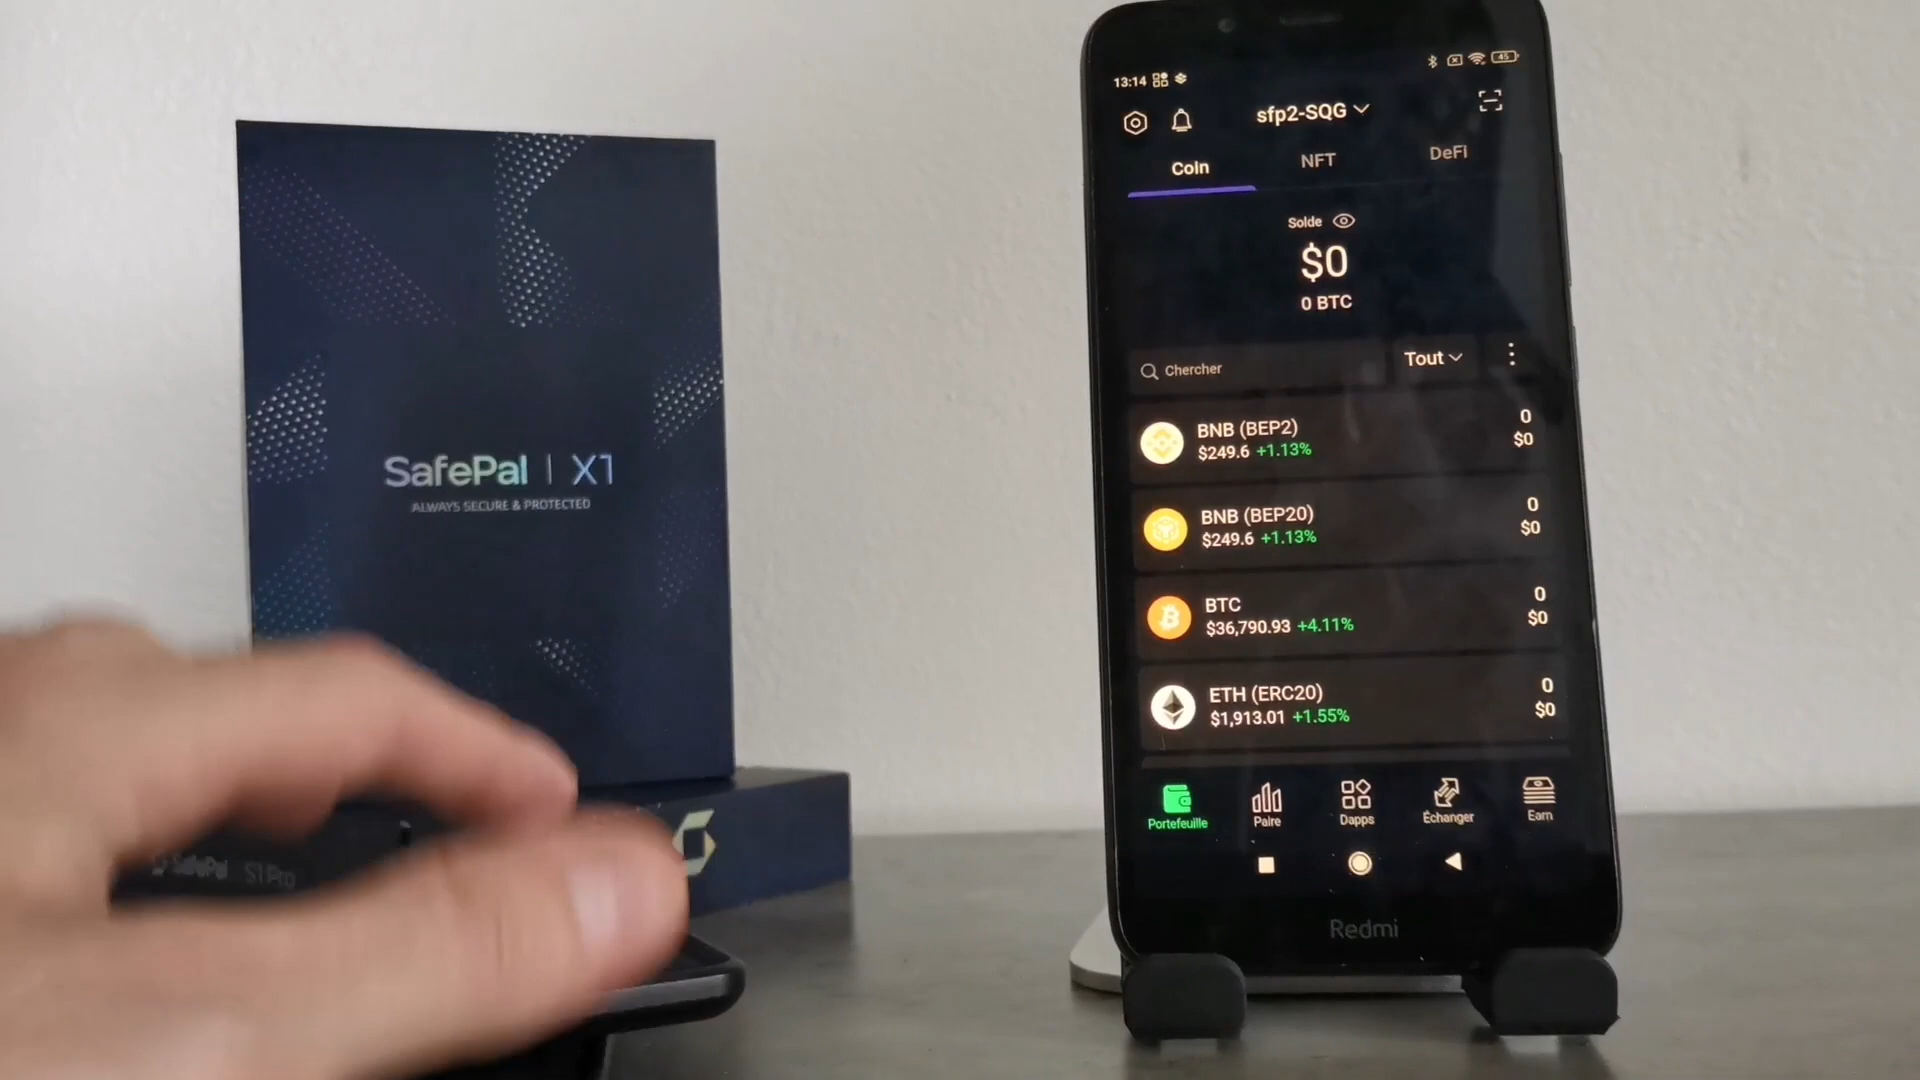 SafePal | X1
ALWAYS SECURE & PROTECTED
SafePal S1 Pro
13:14
45
sfp2-SQG
Coin
NFT
DeFi
Solde
$0
0 BTC
Chercher
Tout
BNB (BEP2)
0
$249.6 +1.13%
$0
BNB (BEP20)
0
$249.6 +1.13%
$0
BTC
0
$36,790.93 +4.11%
$0
ETH (ERC20)
0
$1,913.01 +1.55%
$0
Portefeuille
Paire
Dapps
Échanger
Earn
Redmi